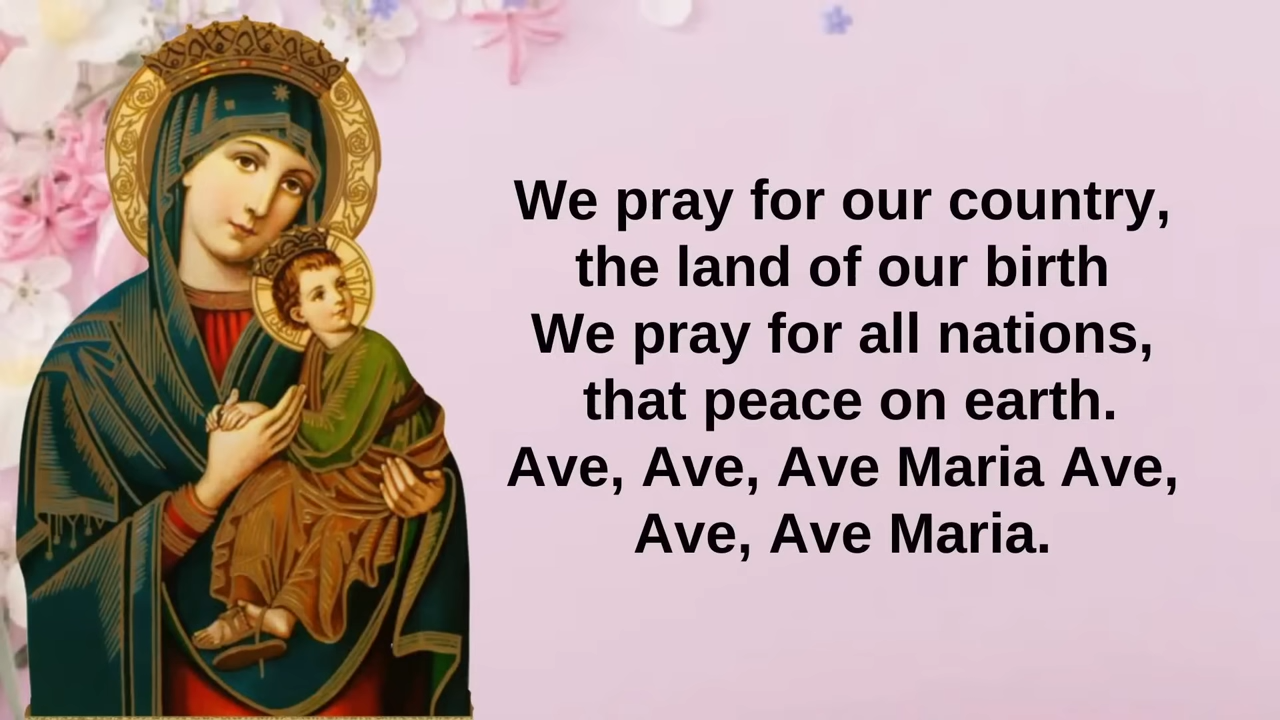 We pray for our country,
the land of our birth
We pray for all nations,
that peace on earth.
Ave, Ave, Ave Maria Ave,
Ave, Ave Maria.